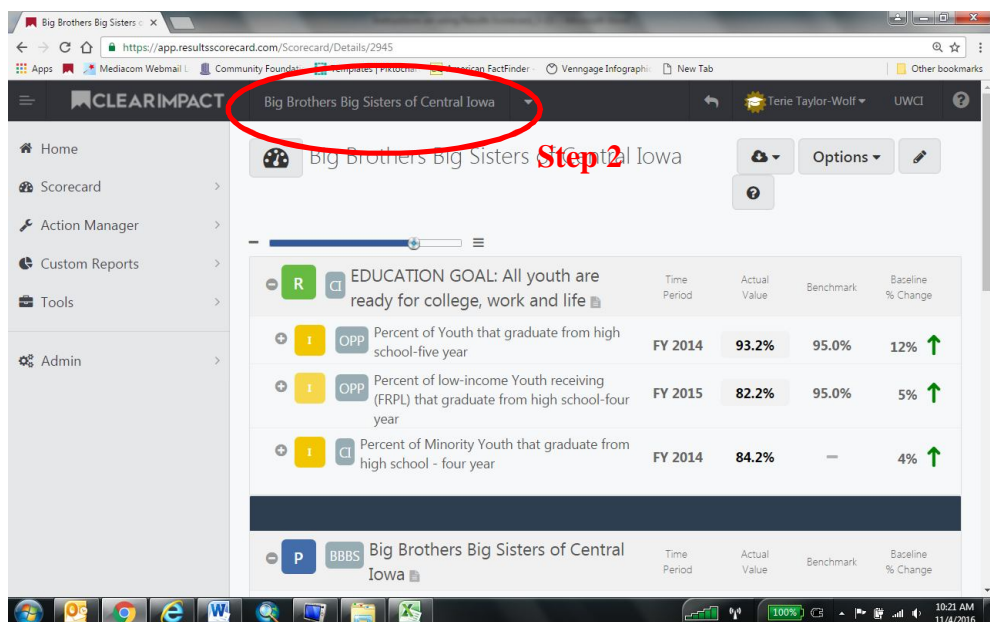 Big Brothers Big Sisters o
https://app.resultsscorecard.com/Scorecard/Details/2945
Apps Mediacom Webmail L Community Foundat American FactFinder - Venngage Infographi New Tab Other bookmarks
CLEARIMPACT Big Brothers Big Sisters of Central Iowa Terie Taylor-Wolf UWCI ?
Home
Big Brothers Big Sisters of Central Iowa
Step 2
Options
?
Scorecard
Action Manager
Custom Reports
Tools
Admin
R CI EDUCATION GOAL: All youth are
ready for college, work and life
Time
Period
Actual
Value
Benchmark
Baseline
% Change
I OPP Percent of Youth that graduate from high
school-five year
FY 2014 93.2% 95.0% 12%
I OPP Percent of low-income Youth receiving
(FRPL) that graduate from high school-four
year
FY 2015 82.2% 95.0% 5%
I CI Percent of Minority Youth that graduate from
high school - four year
FY 2014 84.2% — 4%
P BBBS Big Brothers Big Sisters of Central
Iowa
Time
Period
Actual
Value
Benchmark
Baseline
% Change
100%
10:21 AM
11/4/2016